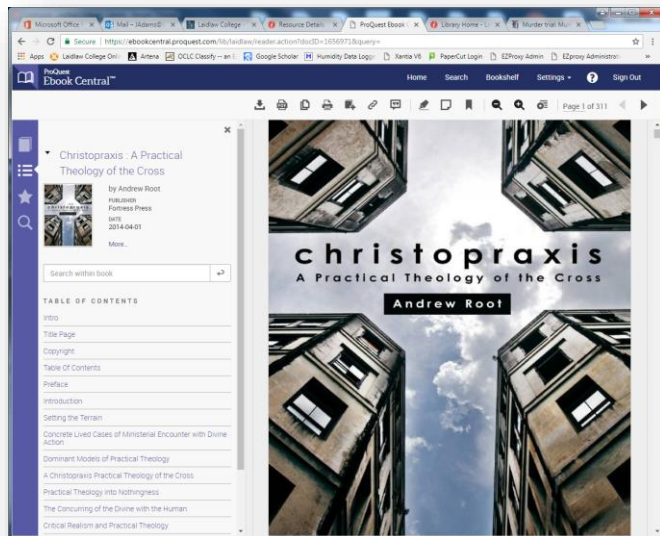 Microsoft Office
Mail - JAdams@
Laidlaw College
Resource Details
ProQuest Ebook C
Library Home - L
Murder trial Mur
Secure | https://ebookcentral.proquest.com/lib/laidlaw/reader.action?docID=1656971&query=
Apps
Laidlaw College Onli
Artena
OCLC Classify -- an E
Google Scholar
Humidity Data Logge
Xantia V6
PaperCut Login
EZProxy Admin
EZproxy Administrati
ProQuest
Ebook Central™
Home
Search
Bookshelf
Settings
Sign Out
Page 1 of 311
Christopraxis : A Practical
Theology of the Cross
by Andrew Root
PUBLISHER
Fortress Press
DATE
2014-04-01
More...
Search within book
TABLE OF CONTENTS
Intro
Title Page
Copyright
Table Of Contents
Preface
Introduction
Setting the Terrain
Concrete Lived Cases of Ministerial Encounter with Divine
Action
Dominant Models of Practical Theology
A Christopraxis Practical Theology of the Cross
Practical Theology into Nothingness
The Concurring of the Divine with the Human
Critical Realism and Practical Theology
christopraxis
A Practical Theology of the Cross
Andrew Root